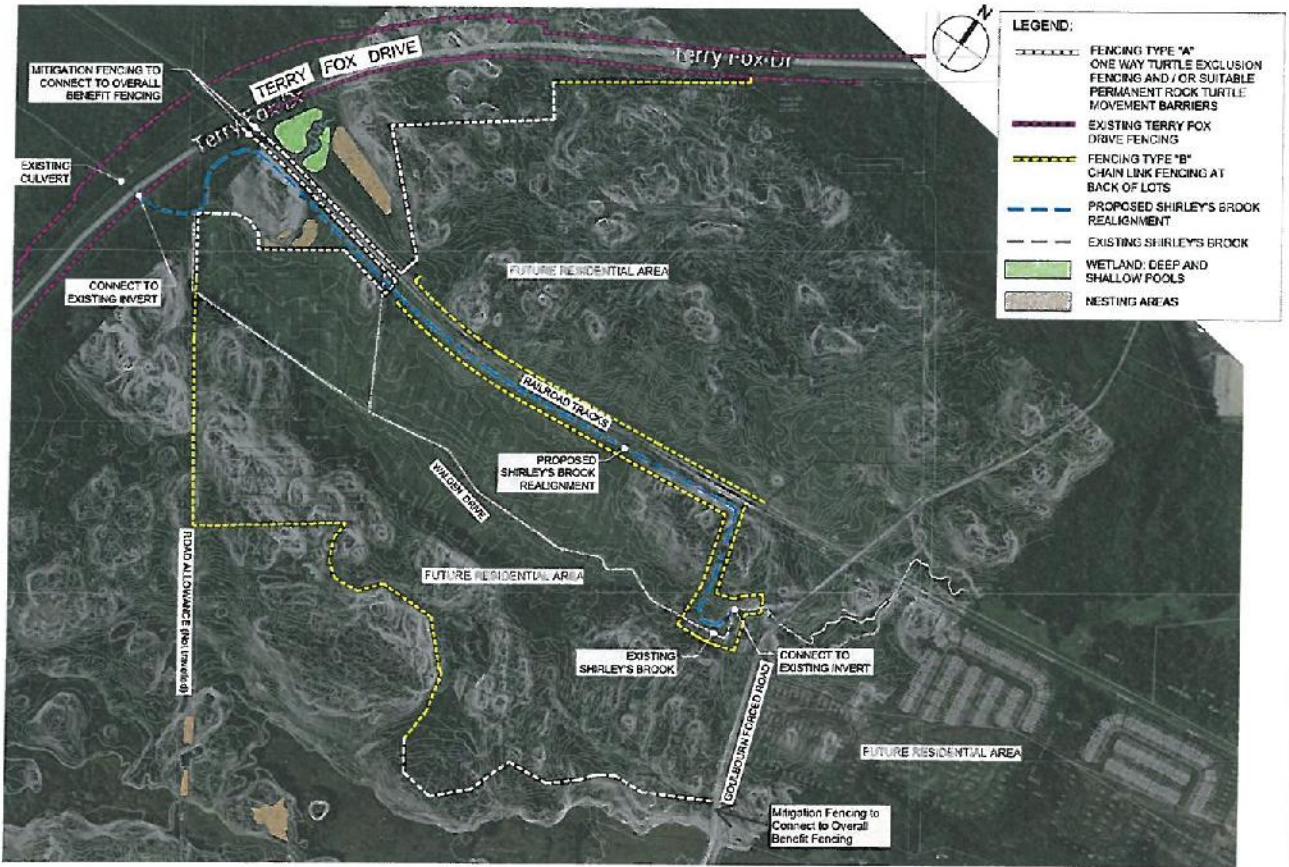 N
LEGEND:
FENCING TYPE "A"
ONE WAY TURTLE EXCLUSION
FENCING AND / OR SUITABLE
PERMANENT ROCK TURTLE
MOVEMENT BARRIERS
EXISTING TERRY FOX
DRIVE FENCING
FENCING TYPE "B"
CHAIN LINK FENCING AT
BACK OF LOTS
PROPOSED SHIRLEY'S BROOK
REALIGNMENT
EXISTING SHIRLEY'S BROOK
WETLAND: DEEP AND
SHALLOW POOLS
NESTING AREAS
TERRY FOX DRIVE
Terry Fox Dr
MITIGATION FENCING TO
CONNECT TO OVERALL
BENEFIT FENCING
Terry Fox Dr
EXISTING
CULVERT
CONNECT TO
EXISTING INVERT
FUTURE RESIDENTIAL AREA
RAILROAD TRACKS
PROPOSED
SHIRLEY'S BROOK
REALIGNMENT
WALDEN DRIVE
FUTURE RESIDENTIAL AREA
ROAD ALLOWANCE (Not travelled)
EXISTING
SHIRLEY'S BROOK
CONNECT TO
EXISTING INVERT
GOULBOURN FORCED ROAD
FUTURE RESIDENTIAL AREA
Mitigation Fencing to
Connect to Overall
Benefit Fencing